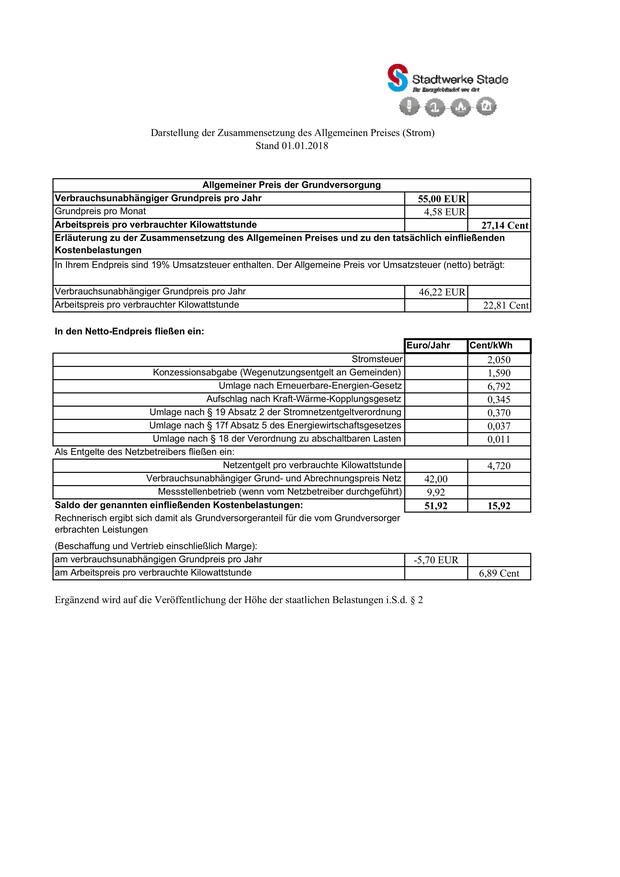 Stadtwerke Stade
Ihr Energiebündel vor Ort
Darstellung der Zusammensetzung des Allgemeinen Preises (Strom)
Stand 01.01.2018
Allgemeiner Preis der Grundversorgung
Verbrauchsunabhängiger Grundpreis pro Jahr 55,00 EUR
Grundpreis pro Monat 4,58 EUR
Arbeitspreis pro verbrauchter Kilowattstunde 27,14 Cent
Erläuterung zu der Zusammensetzung des Allgemeinen Preises und zu den tatsächlich einfließenden
Kostenbelastungen
In Ihrem Endpreis sind 19% Umsatzsteuer enthalten. Der Allgemeine Preis vor Umsatzsteuer (netto) beträgt:
Verbrauchsunabhängiger Grundpreis pro Jahr 46,22 EUR
Arbeitspreis pro verbrauchter Kilowattstunde 22,81 Cent
In den Netto-Endpreis fließen ein:
Euro/Jahr Cent/kWh
Stromsteuer 2,050
Konzessionsabgabe (Wegenutzungsentgelt an Gemeinden) 1,590
Umlage nach Erneuerbare-Energien-Gesetz 6,792
Aufschlag nach Kraft-Wärme-Kopplungsgesetz 0,345
Umlage nach § 19 Absatz 2 der Stromnetzentgeltverordnung 0,370
Umlage nach § 17f Absatz 5 des Energiewirtschaftsgesetzes 0,037
Umlage nach § 18 der Verordnung zu abschaltbaren Lasten 0,011
Als Entgelte des Netzbetreibers fließen ein:
Netzentgelt pro verbrauchte Kilowattstunde 4,720
Verbrauchsunabhängiger Grund- und Abrechnungspreis Netz 42,00
Messstellenbetrieb (wenn vom Netzbetreiber durchgeführt) 9,92
Saldo der genannten einfließenden Kostenbelastungen: 51,92 15,92
Rechnerisch ergibt sich damit als Grundversorgeranteil für die vom Grundversorger
erbrachten Leistungen
(Beschaffung und Vertrieb einschließlich Marge):
am verbrauchsunabhängigen Grundpreis pro Jahr -5,70 EUR
am Arbeitspreis pro verbrauchte Kilowattstunde 6,89 Cent
Ergänzend wird auf die Veröffentlichung der Höhe der staatlichen Belastungen i.S.d. § 2